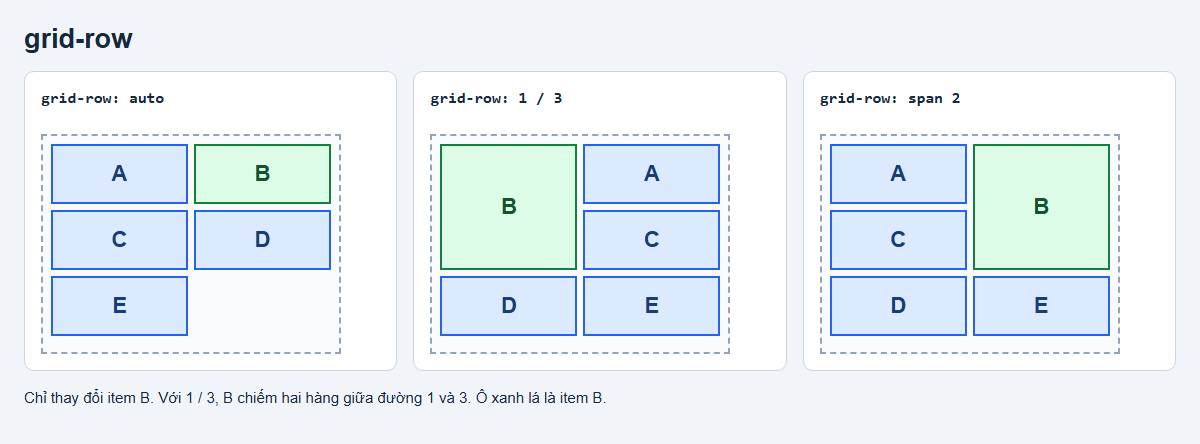 grid-row
grid-row: auto
A B
C D
E
grid-row: 1 / 3
B A
C
D E
grid-row: span 2
A B
C
D E
Chỉ thay đổi item B. Với 1 / 3, B chiếm hai hàng giữa đường 1 và 3. Ô xanh lá là item B.